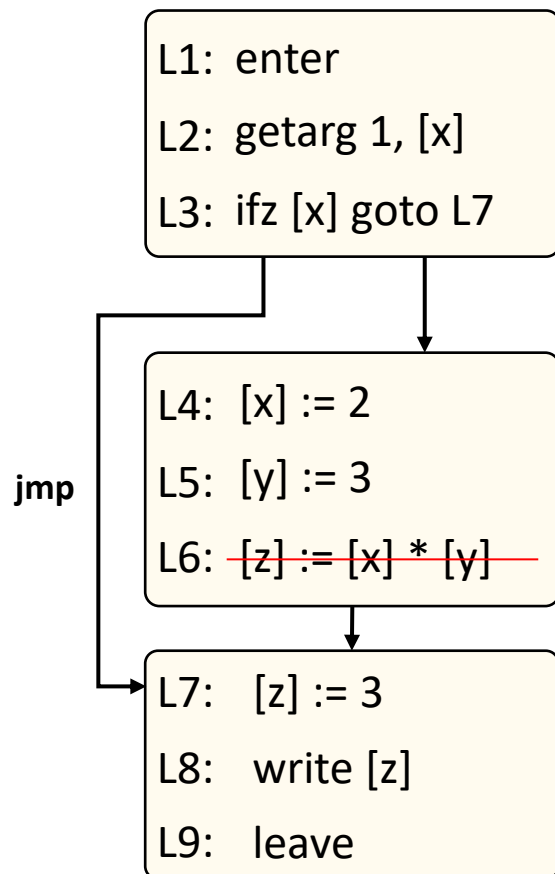 L1: enter
L2: getarg 1, [x]
L3: ifz [x] goto L7
L4: [x] := 2
jmp
L5: [y] := 3
L6: [z] := [x] * [y]
L7: [z] := 3
L8: write [z]
L9: leave